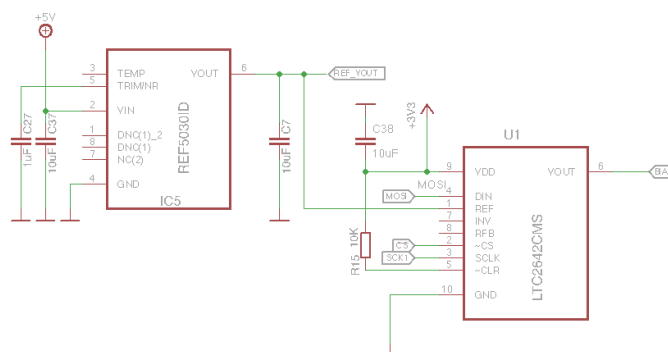 +5V
3 TEMP
5 TRIM/NR
VOUT 6
REF_VOUT
2 VIN
1 DNC(1)_2
8 DNC(1)
7 NC(2)
4 GND
REF5030ID
IC5
C27
1uF
C37
10uF
C7
10uF
C38
10uF
+3V3
U1
9 VDD
VOUT 6
BIA
MOSI
MOSI
4 DIN
1 REF
7 INV
8 RFB
CS
2 ~CS
SCK1
3 SCLK
5 ~CLR
10 GND
LTC2642CMS
R15
10K